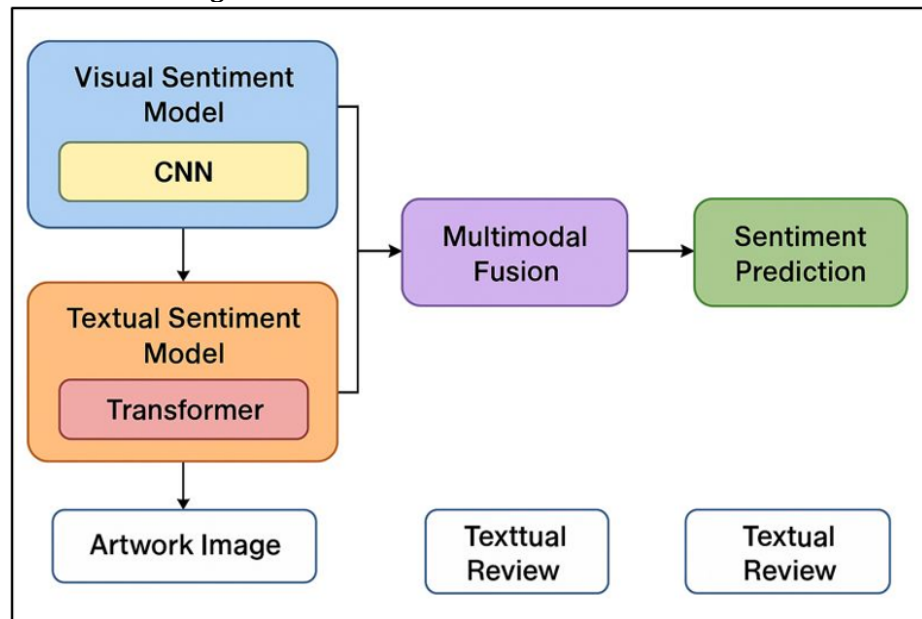 Visual Sentiment
Model
CNN
Multimodal
Fusion
Sentiment
Prediction
Textual Sentiment
Model
Transformer
Artwork Image
Texttual
Review
Textual
Review